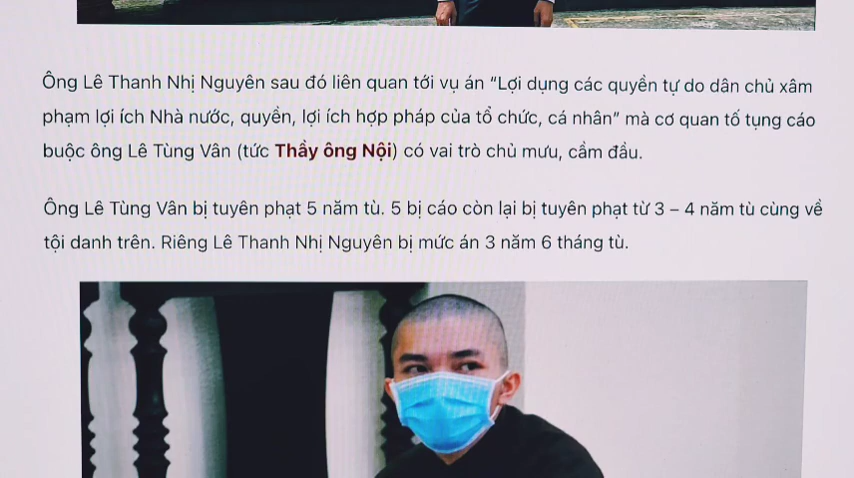 Ông Lê Thanh Nhị Nguyên sau đó liên quan tới vụ án “Lợi dụng các quyền tự do dân chủ xâm
phạm lợi ích Nhà nước, quyền, lợi ích hợp pháp của tổ chức, cá nhân” mà cơ quan tố tụng cáo
buộc ông Lê Tùng Vân (tức Thầy ông Nội) có vai trò chủ mưu, cầm đầu.
Ông Lê Tùng Vân bị tuyên phạt 5 năm tù. 5 bị cáo còn lại bị tuyên phạt từ 3 – 4 năm tù cùng về
tội danh trên. Riêng Lê Thanh Nhị Nguyên bị mức án 3 năm 6 tháng tù.